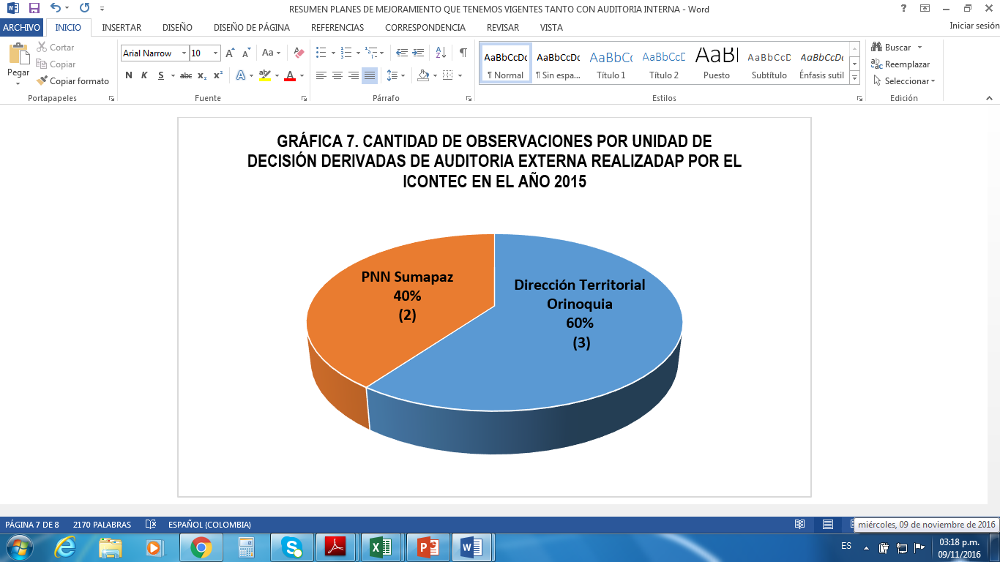 RESUMEN PLANES DE MEJORAMIENTO QUE TENEMOS VIGENTES TANTO CON AUDITORIA INTERNA - Word
ARCHIVO INICIO INSERTAR DISEÑO DISEÑO DE PÁGINA REFERENCIAS CORRESPONDENCIA REVISAR VISTA Iniciar sesión
Pegar
Cortar
Copiar
Copiar formato
Portapapeles
Arial Narrow 10
Fuente
Párrafo
AaBbCcDc AaBbCcDc AaBbCc AaBbCcD AaB AaBbCcD AaBbCcDc
¶ Normal ¶ Sin espa... Título 1 Título 2 Puesto Subtítulo Énfasis sutil
Estilos
Buscar
Reemplazar
Seleccionar
Edición
GRÁFICA 7. CANTIDAD DE OBSERVACIONES POR UNIDAD DE
DECISIÓN DERIVADAS DE AUDITORIA EXTERNA REALIZADAP POR EL
ICONTEC EN EL AÑO 2015
PNN Sumapaz
40%
(2)
Dirección Territorial
Orinoquia
60%
(3)
PÁGINA 7 DE 8 2170 PALABRAS ESPAÑOL (COLOMBIA)
miércoles, 09 de noviembre de 2016
ES
03:18 p.m.
09/11/2016